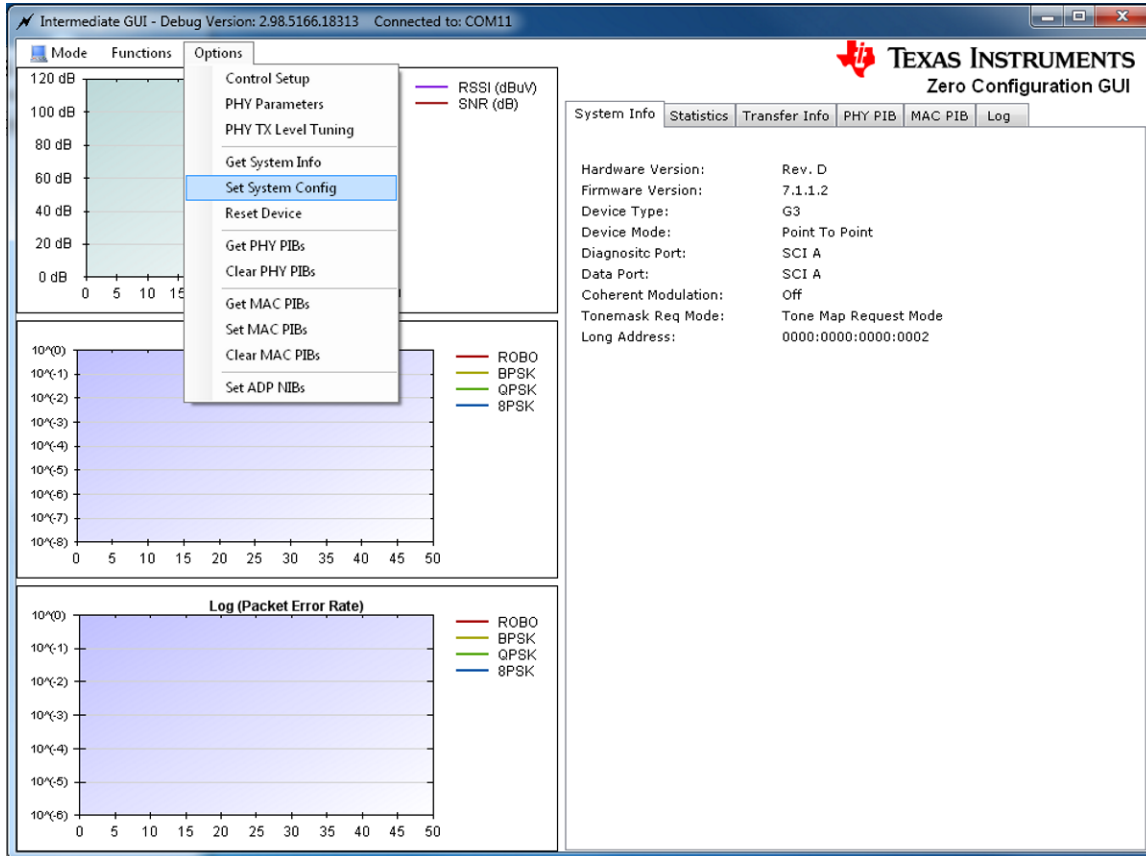 Intermediate GUI - Debug Version: 2.98.5166.18313 Connected to: COM11
Mode Functions Options
TEXAS INSTRUMENTS
Zero Configuration GUI
Control Setup
PHY Parameters
PHY TX Level Tuning
Get System Info
Set System Config
Reset Device
Get PHY PIBs
Clear PHY PIBs
Get MAC PIBs
Set MAC PIBs
Clear MAC PIBs
Set ADP NIBs
120 dB
100 dB
80 dB
60 dB
40 dB
20 dB
0 dB
0 5 10 15
RSSI (dBuV)
SNR (dB)
10^(0)
10^(-1)
10^(-2)
10^(-3)
10^(-4)
10^(-5)
10^(-6)
10^(-7)
10^(-8)
0 5 10 15 20 25 30 35 40 45 50
ROBO
BPSK
QPSK
8PSK
Log (Packet Error Rate)
10^(0)
10^(-1)
10^(-2)
10^(-3)
10^(-4)
10^(-5)
10^(-6)
0 5 10 15 20 25 30 35 40 45 50
ROBO
BPSK
QPSK
8PSK
System Info Statistics Transfer Info PHY PIB MAC PIB Log
Hardware Version: Rev. D
Firmware Version: 7.1.1.2
Device Type: G3
Device Mode: Point To Point
Diagnositc Port: SCI A
Data Port: SCI A
Coherent Modulation: Off
Tonemask Req Mode: Tone Map Request Mode
Long Address: 0000:0000:0000:0002